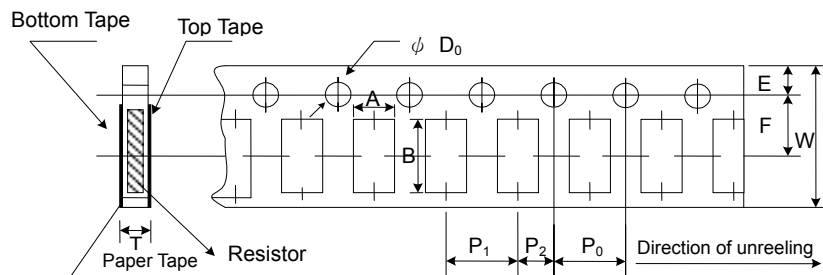 Bottom Tape
Top Tape
ψ D₀
A
E
F
W
B
T
Paper Tape
Resistor
P₁
P₂
P₀
Direction of unreeling